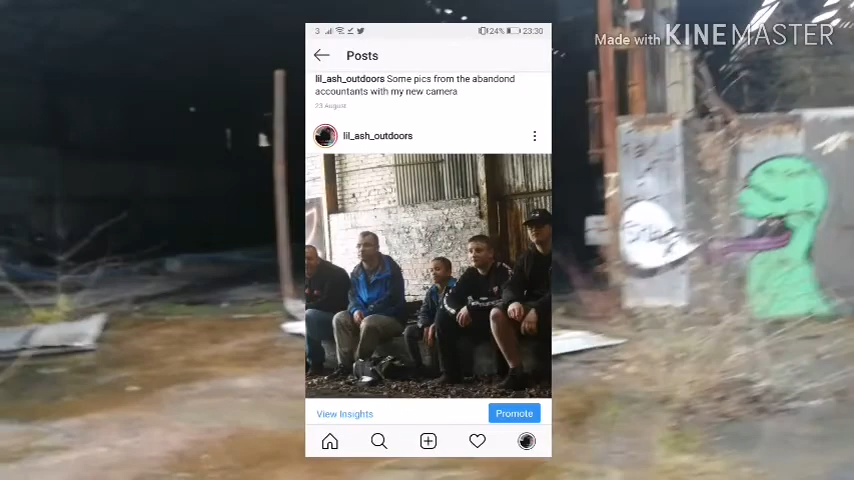 Made with KINEMASTER
3
24% 23:30
Posts
lil_ash_outdoors Some pics from the abandond
accountants with my new camera
23 August
lil_ash_outdoors
View Insights
Promote